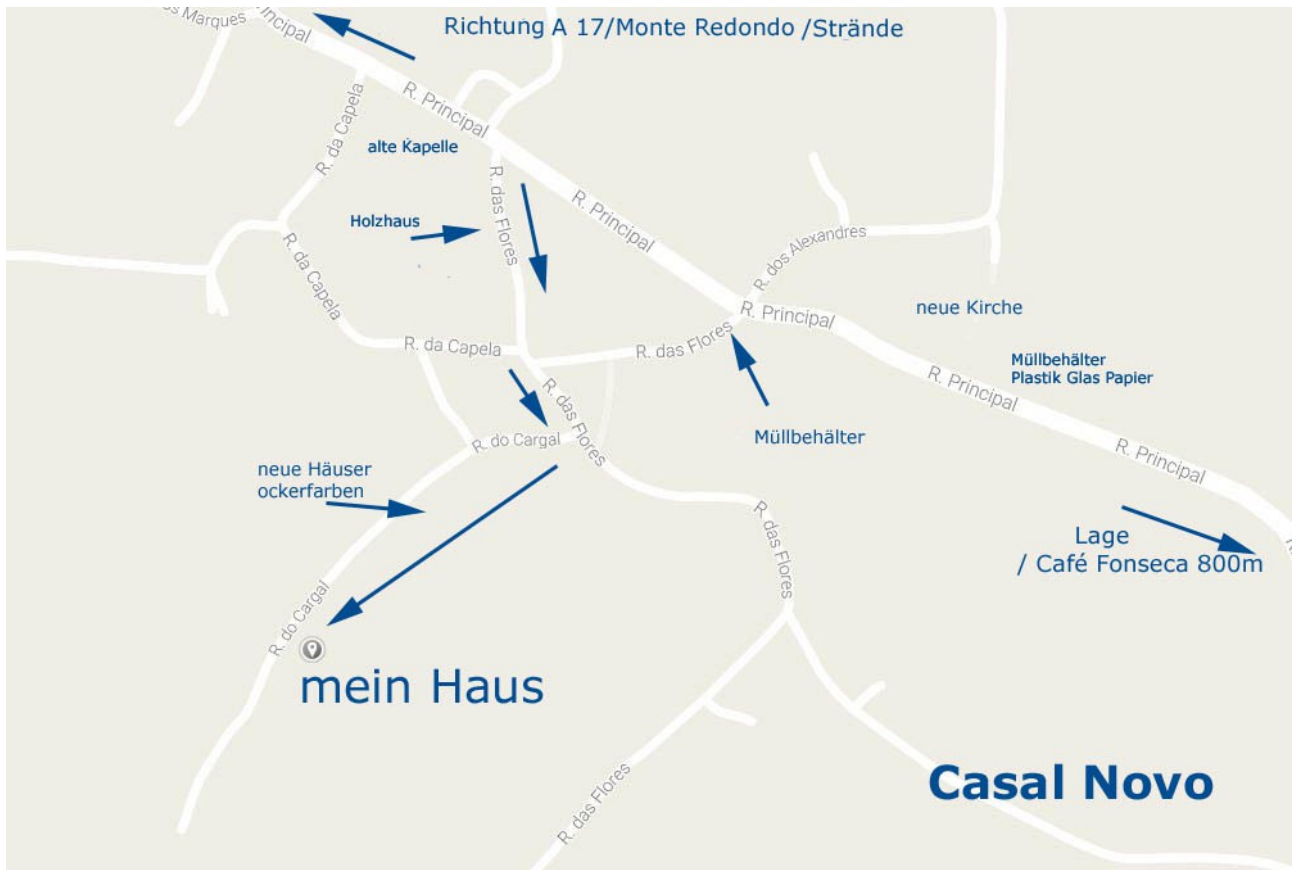 os Marques
Principal
Richtung A 17/Monte Redondo /Strände
R. Principal
R. da Capela
alte Kapelle
R. das Flores
R. Principal
Holzhaus
R. dos Alexandres
R. da Capela
neue Kirche
R. Principal
R. da Capela
R. das Flores
Müllbehälter
Plastik Glas Papier
R. Principal
R. das Flores
Müllbehälter
R. do Cargal
R. Principal
neue Häuser
ockerfarben
R. das Flores
Lage
/ Café Fonseca 800m
R. do Cargal
mein Haus
Casal Novo
R. das Flores